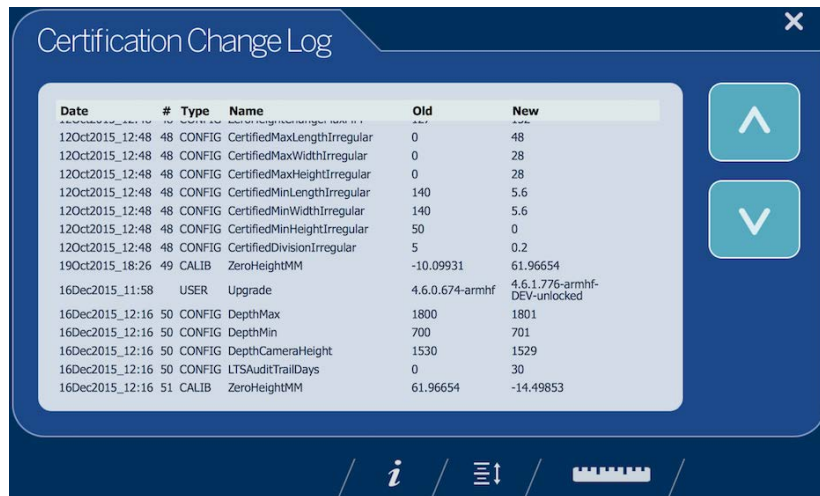 Certification Change Log
Date # Type Name Old New
12Oct2015_12:48 48 CONFIG CertifiedMaxLengthIrregular 0 48
12Oct2015_12:48 48 CONFIG CertifiedMaxWidthIrregular 0 28
12Oct2015_12:48 48 CONFIG CertifiedMaxHeightIrregular 0 28
12Oct2015_12:48 48 CONFIG CertifiedMinLengthIrregular 140 5.6
12Oct2015_12:48 48 CONFIG CertifiedMinWidthIrregular 140 5.6
12Oct2015_12:48 48 CONFIG CertifiedMinHeightIrregular 50 0
12Oct2015_12:48 48 CONFIG CertifiedDivisionIrregular 5 0.2
19Oct2015_18:26 49 CALIB ZeroHeightMM -10.09931 61.96654
16Dec2015_11:58 USER Upgrade 4.6.0.674-armhf 4.6.1.776-armhf-
DEV-unlocked
16Dec2015_12:16 50 CONFIG DepthMax 1800 1801
16Dec2015_12:16 50 CONFIG DepthMin 700 701
16Dec2015_12:16 50 CONFIG DepthCameraHeight 1530 1529
16Dec2015_12:16 50 CONFIG LTSAuditTrailDays 0 30
16Dec2015_12:16 51 CALIB ZeroHeightMM 61.96654 -14.49853
i